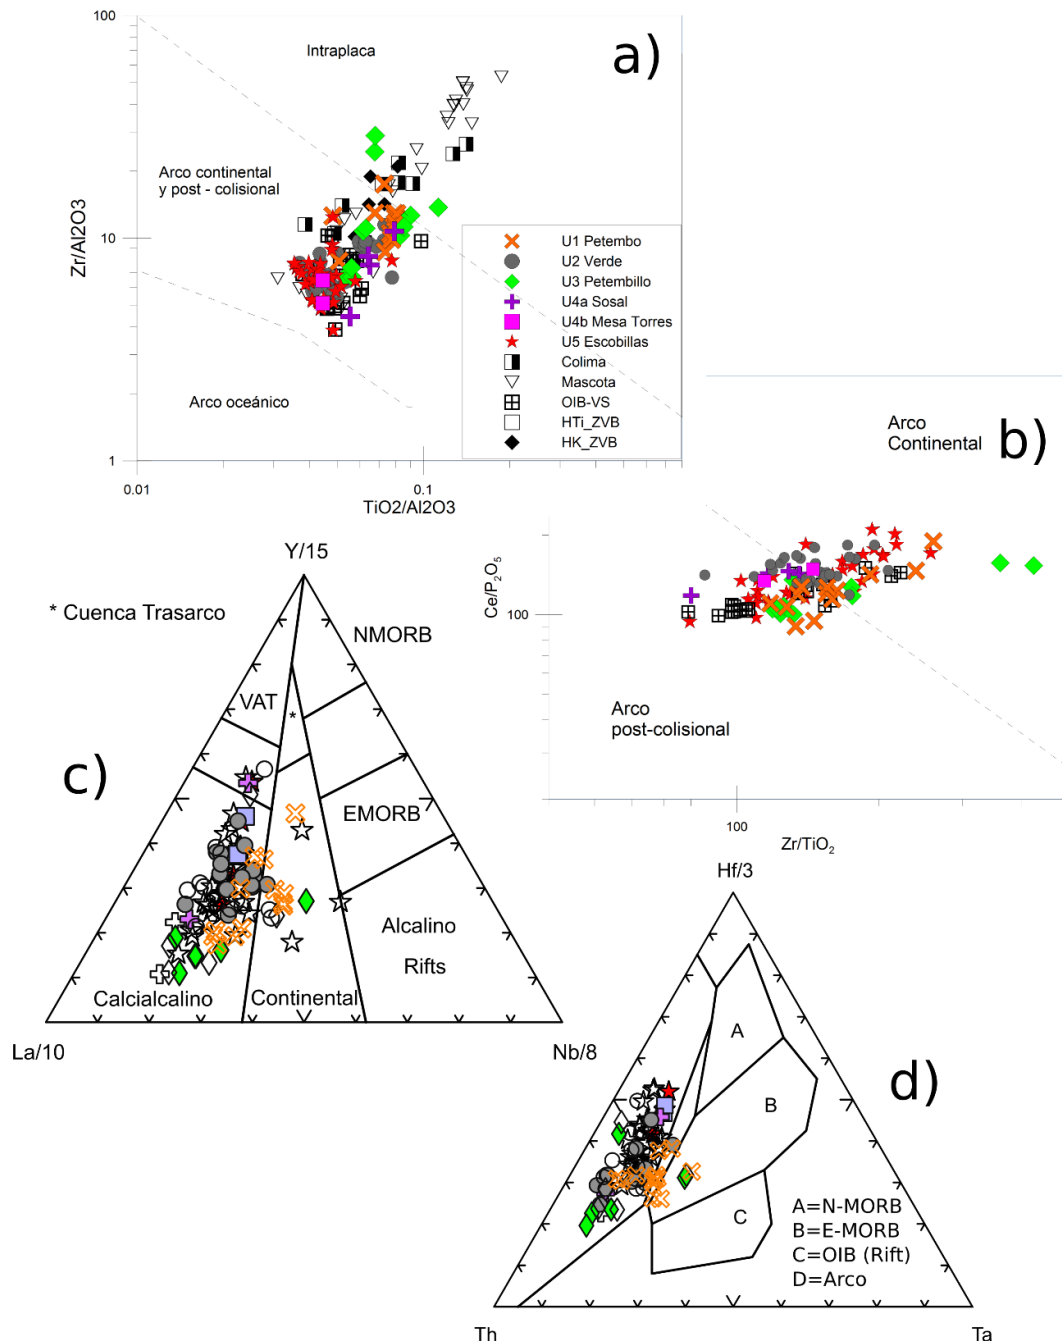 100
Intraplaca
a)
Arco continental
y post - colisional
Zr/Al2O3
10
U1 Petembo
U2 Verde
U3 Petembillo
U4a Sosal
U4b Mesa Torres
U5 Escobillas
Colima
Mascota
OIB-VS
HTi_ZVB
HK_ZVB
Arco oceánico
1
0.01
0.1
TiO2/Al2O3
Arco
Continental
b)
Ce/P2O5
100
Arco
post-colisional
100
Zr/TiO2
Y/15
* Cuenca Trasarco
NMORB
VAT
*
c)
EMORB
Alcalino
Rifts
Calcialcalino
Continental
La/10
Nb/8
Hf/3
d)
A
B
C
A=N-MORB
B=E-MORB
C=OIB (Rift)
D=Arco
Th
Ta